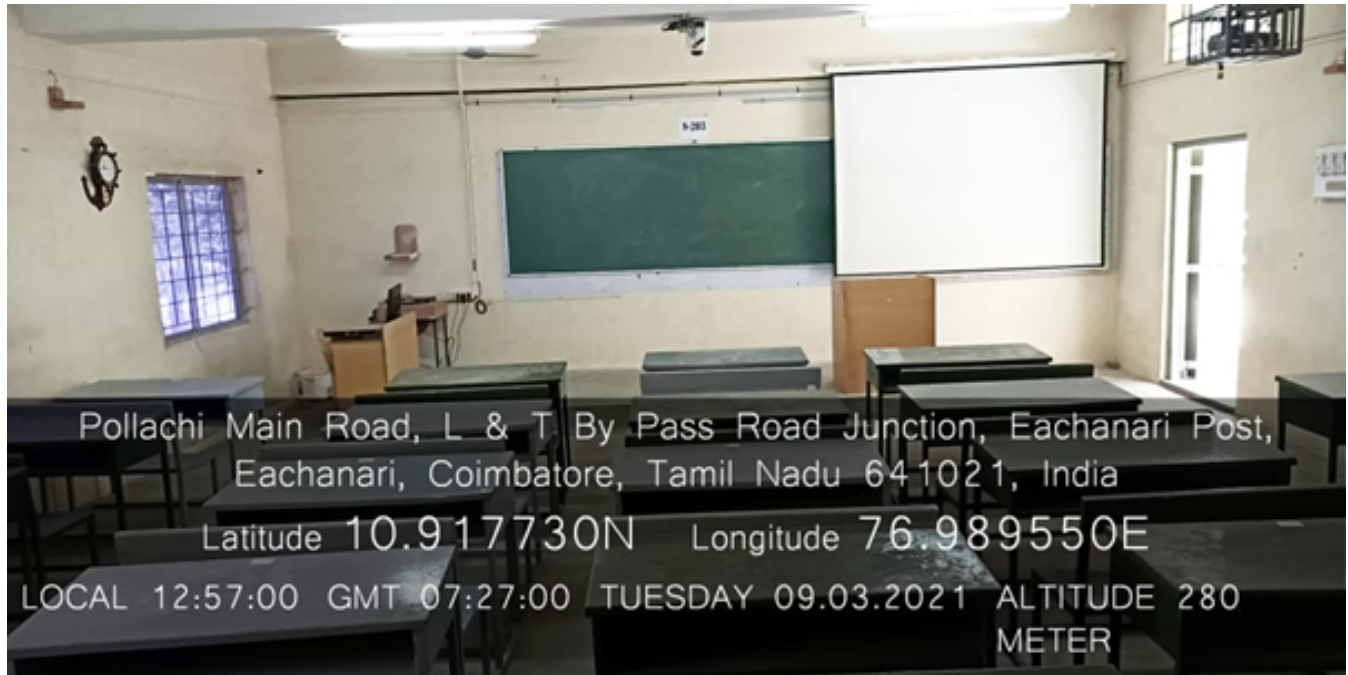 S-203
Pollachi Main Road, L & T By Pass Road Junction, Eachanari Post,
Eachanari, Coimbatore, Tamil Nadu 641021, India
Latitude 10.917730N Longitude 76.989550E
LOCAL 12:57:00 GMT 07:27:00 TUESDAY 09.03.2021 ALTITUDE 280
METER